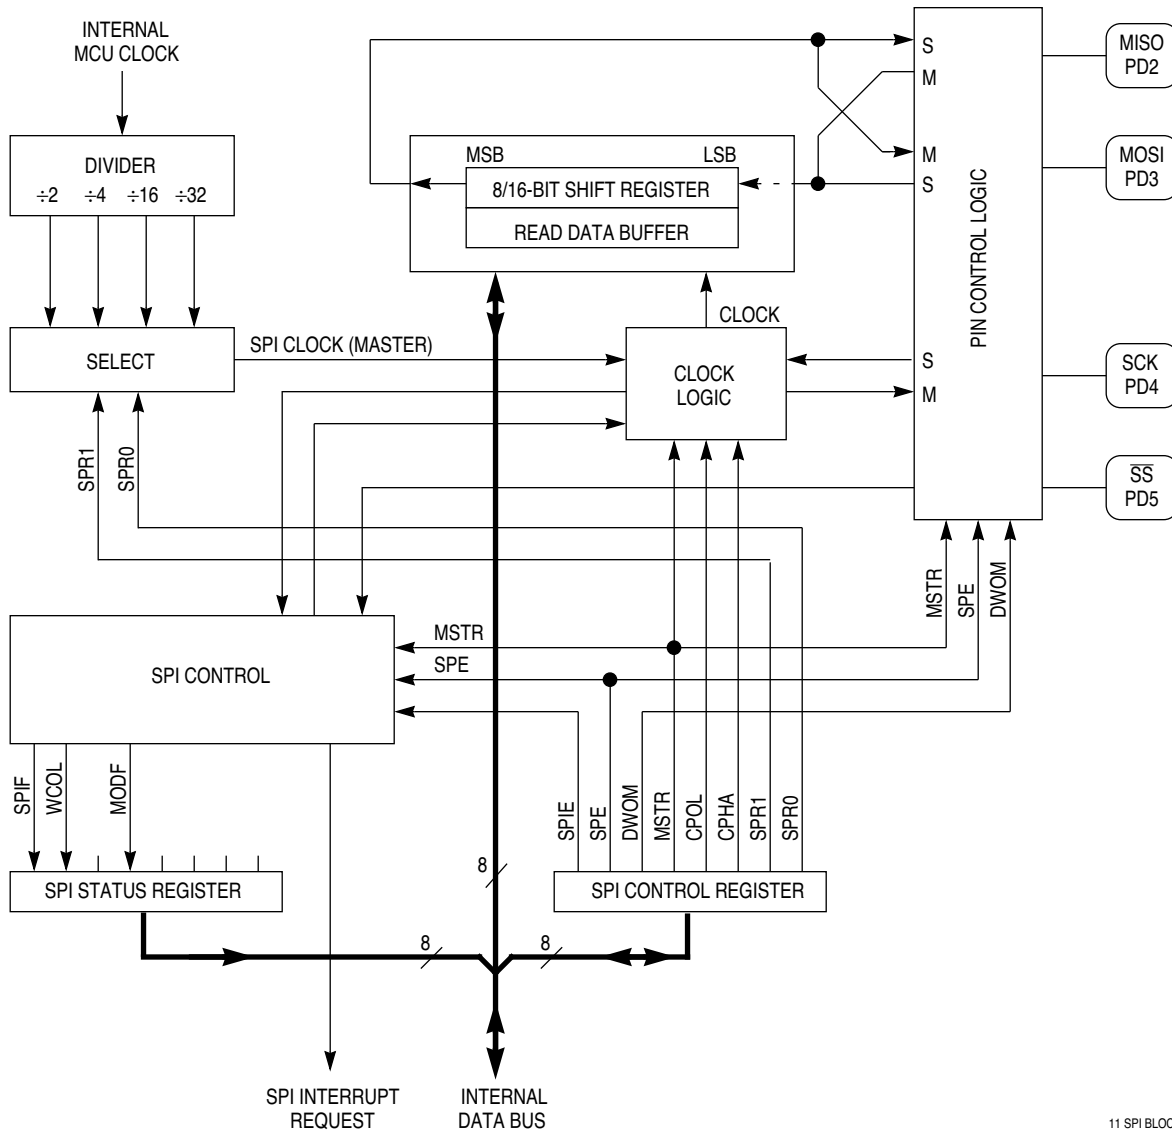 INTERNAL
MCU CLOCK
DIVIDER
÷2 ÷4 ÷16 ÷32
SELECT
SPI CLOCK (MASTER)
SPR1
SPR0
MSB LSB
8/16-BIT SHIFT REGISTER
READ DATA BUFFER
CLOCK
CLOCK
LOGIC
S
M
M
S
S
M
PIN CONTROL LOGIC
MISO
PD2
MOSI
PD3
SCK
PD4
SS
PD5
MSTR
SPE
DWOM
SPI CONTROL
MSTR
SPE
SPIF
WCOL
MODF
SPIE
SPE
DWOM
MSTR
CPOL
CPHA
SPR1
SPR0
SPI STATUS REGISTER
SPI CONTROL REGISTER
8
8
8
SPI INTERRUPT
REQUEST
INTERNAL
DATA BUS
11 SPI BLOC